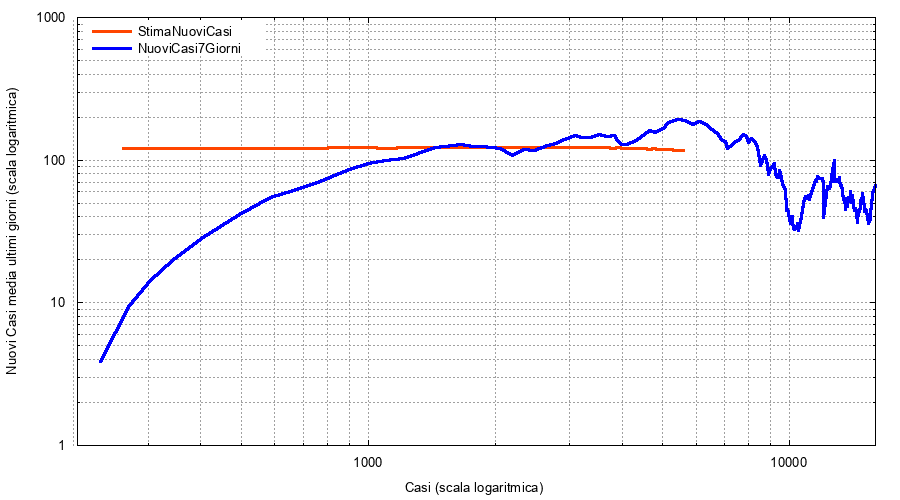 1000
StimaNuoviCasi
NuoviCasi7Giorni
100
10
1
Nuovi Casi media ultimi giorni (scala logaritmica)
1000
10000
Casi (scala logaritmica)